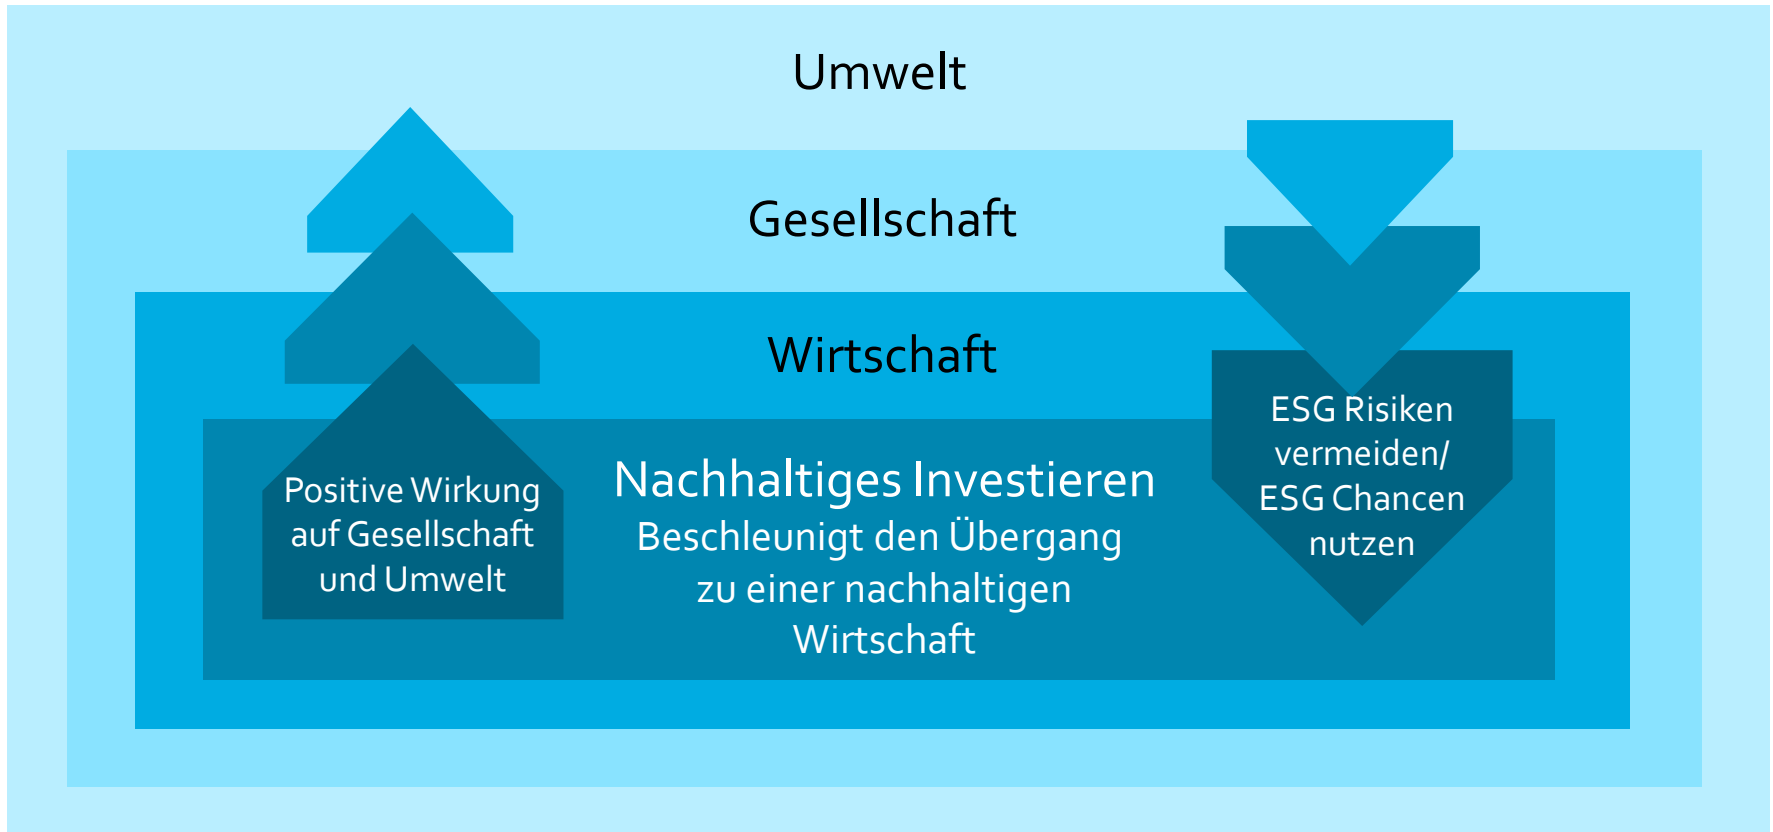 Umwelt
Gesellschaft
Wirtschaft
Positive Wirkung
auf Gesellschaft
und Umwelt
Nachhaltiges Investieren
Beschleunigt den Übergang
zu einer nachhaltigen
Wirtschaft
ESG Risiken
vermeiden/
ESG Chancen
nutzen